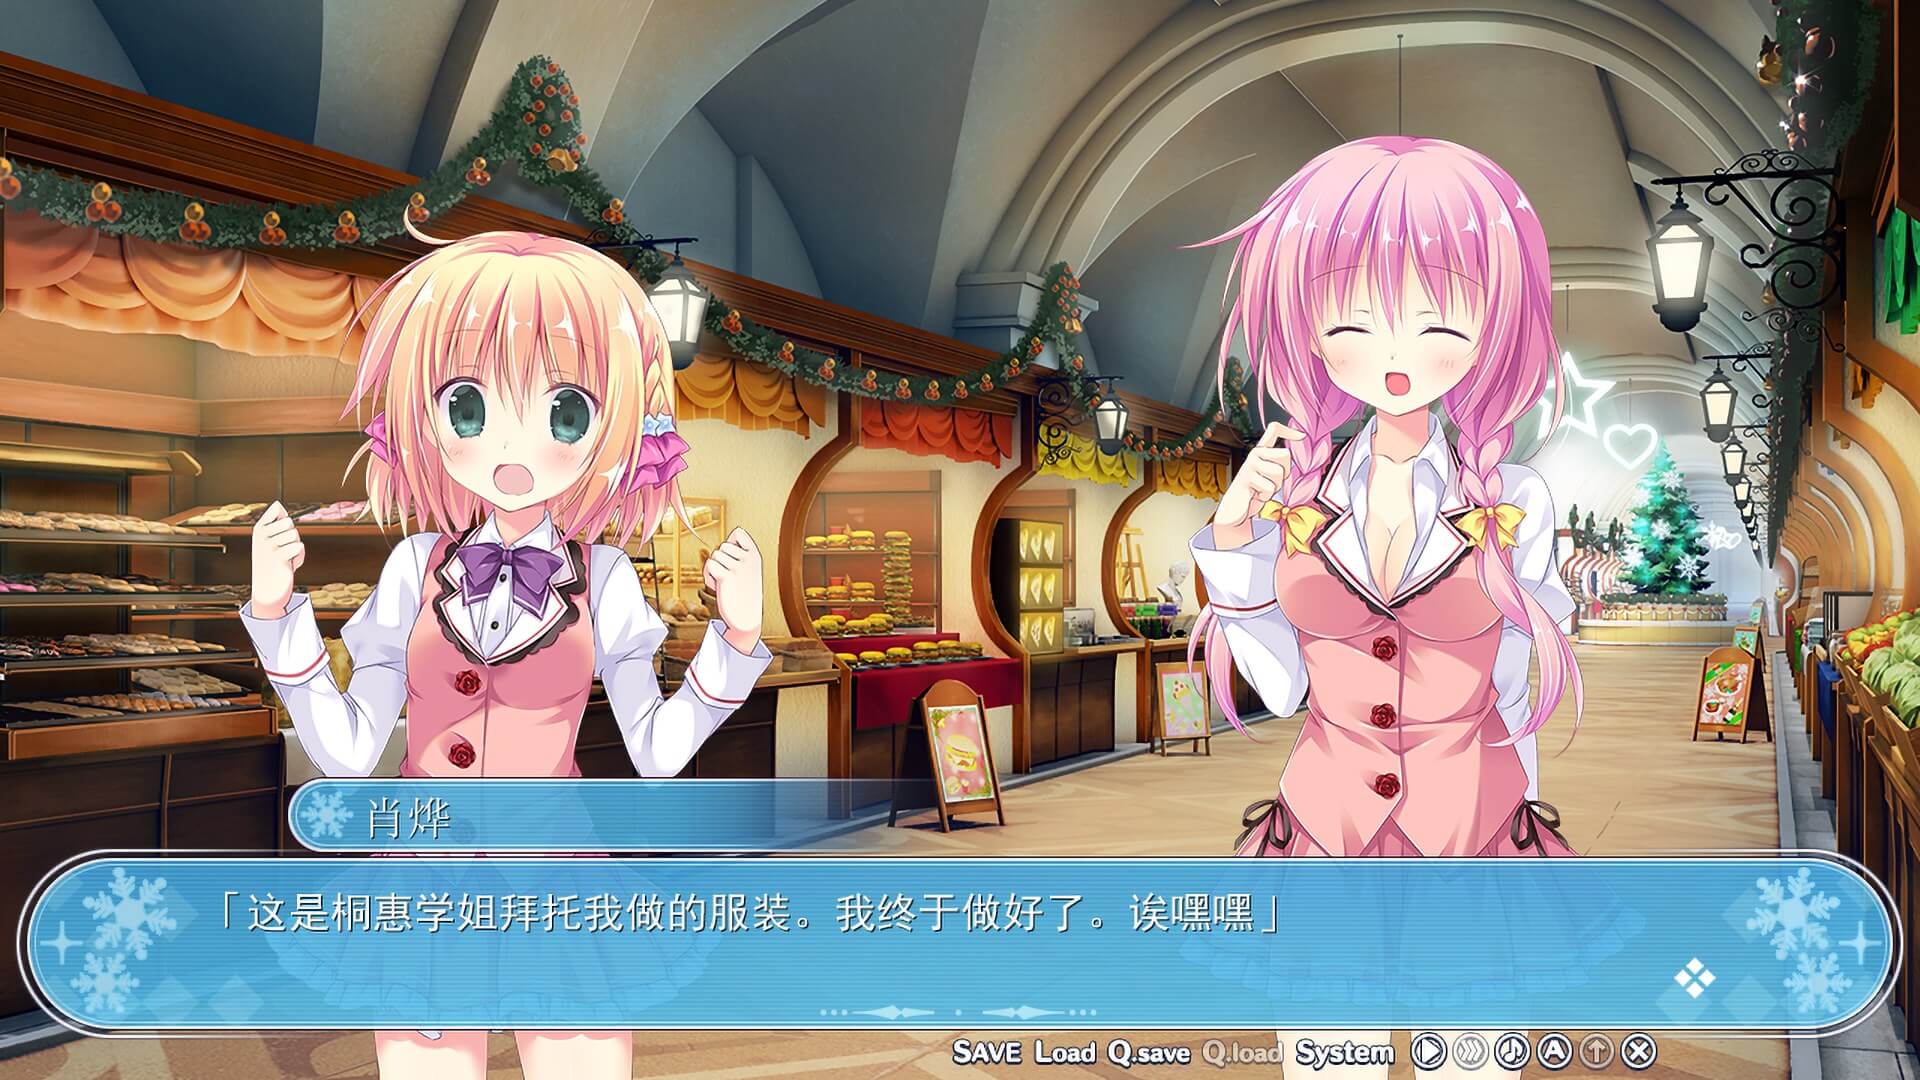 肖烨
「这是桐惠学姐拜托我做的服装。我终于做好了。诶嘿嘿」
SAVE Load Q.save Q.load System